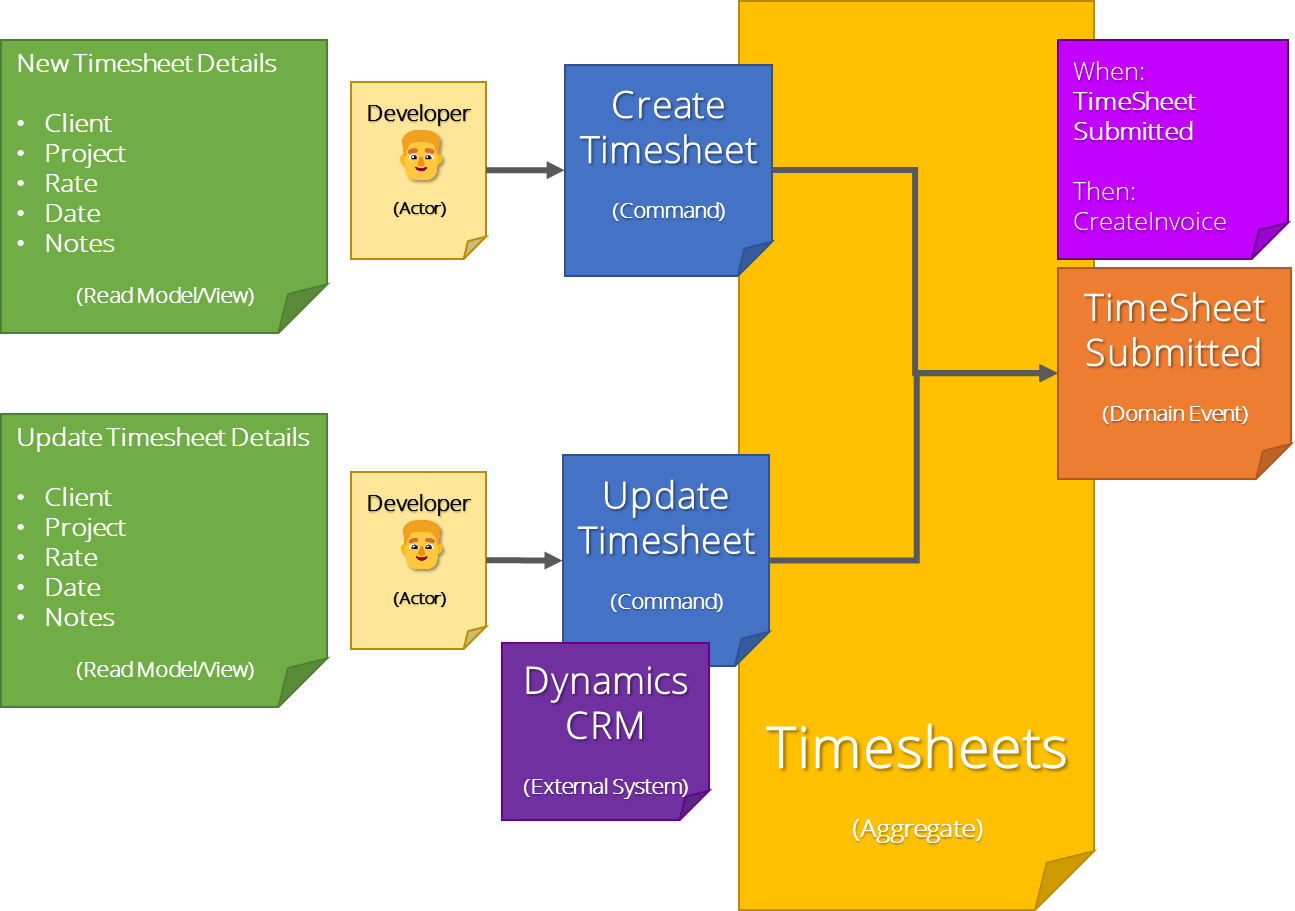 New Timesheet Details
• Client
• Project
• Rate
• Date
• Notes
(Read Model/View)
Developer
(Actor)
Create
Timesheet
(Command)
When:
TimeSheet
Submitted
Then:
CreateInvoice
TimeSheet
Submitted
(Domain Event)
Update Timesheet Details
• Client
• Project
• Rate
• Date
• Notes
(Read Model/View)
Developer
(Actor)
Update
Timesheet
(Command)
Dynamics
CRM
(External System)
Timesheets
(Aggregate)